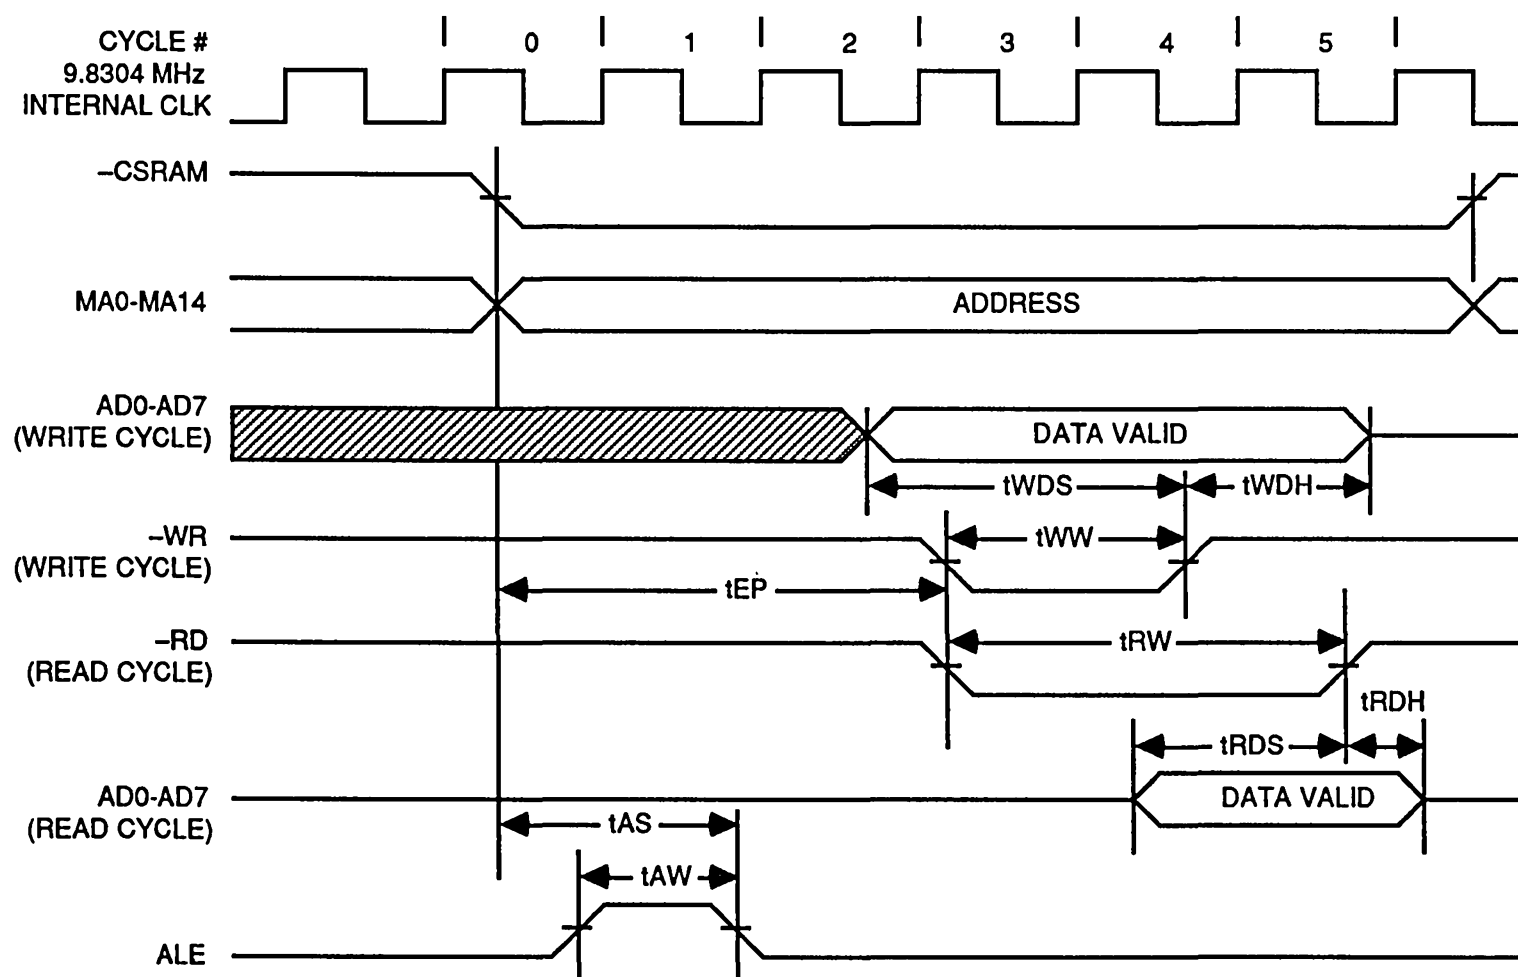 CYCLE # 0 1 2 3 4 5
9.8304 MHz
INTERNAL CLK
–CSRAM
MA0-MA14 ADDRESS
AD0-AD7
(WRITE CYCLE) DATA VALID
tWDS tWDH
–WR tWW
(WRITE CYCLE)
tEP
–RD tRW
(READ CYCLE)
tRDH
tRDS
AD0-AD7 DATA VALID
(READ CYCLE) tAS
tAW
ALE